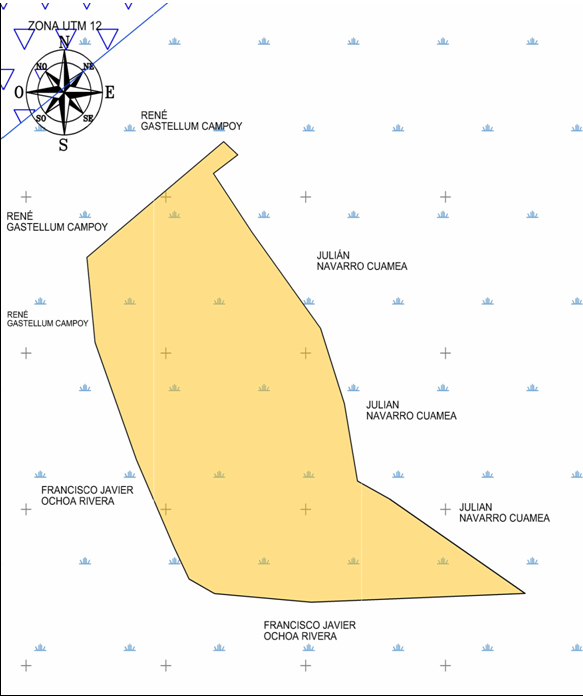 ZONA UTM 12
N
NO
NE
O
E
SO
SE
S
RENÉ
GASTELLUM CAMPOY
RENÉ
GASTELLUM CAMPOY
JULIÁN
NAVARRO CUAMEA
RENÉ
GASTELLUM CAMPOY
JULIAN
NAVARRO CUAMEA
FRANCISCO JAVIER
OCHOA RIVERA
JULIAN
NAVARRO CUAMEA
FRANCISCO JAVIER
OCHOA RIVERA